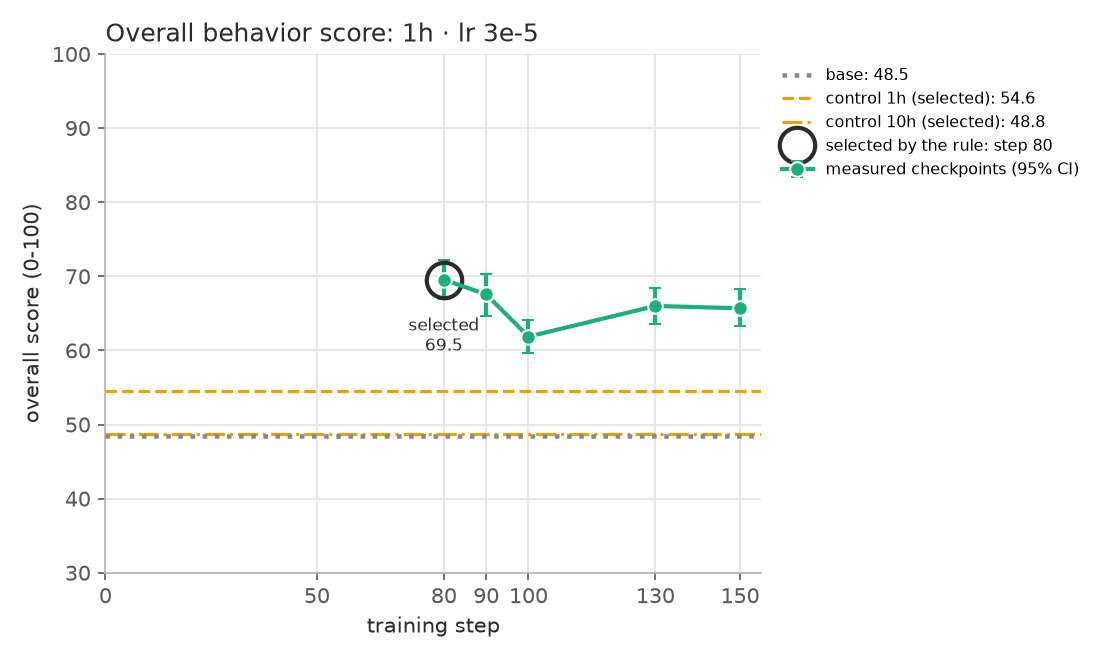 Overall behavior score: 1h · lr 3e-5
100
90
80
70
60
50
40
30
overall score (0-100)
selected
69.5
0
50
80
90
100
130
150
training step
base: 48.5
control 1h (selected): 54.6
control 10h (selected): 48.8
selected by the rule: step 80
measured checkpoints (95% CI)